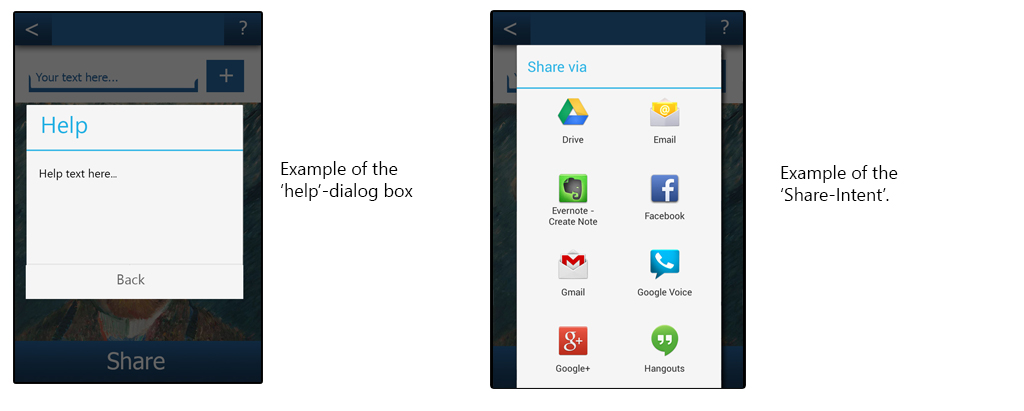 <
?
Your text here...
+
Help
Help text here...
Back
Share
Example of the
‘help’-dialog box
<
?
Share via
Drive
Email
Evernote -
Create Note
Facebook
Gmail
Google Voice
Google+
Hangouts
Example of the
‘Share-Intent’.